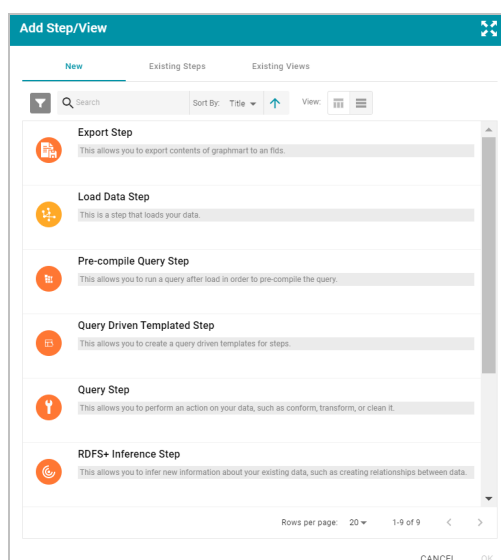 Add Step/View
New Existing Steps Existing Views
Search Sort By: Title View:
Export Step
This allows you to export contents of graphmart to an flds.
Load Data Step
This is a step that loads your data.
Pre-compile Query Step
This allows you to run a query after load in order to pre-compile the query.
Query Driven Templated Step
This allows you to create a query driven templates for steps.
Query Step
This allows you to perform an action on your data, such as conform, transform, or clean it.
RDFS+ Inference Step
This allows you to infer new information about your existing data, such as creating relationships between data.
Rows per page: 20 1-9 of 9
CANCEL OK